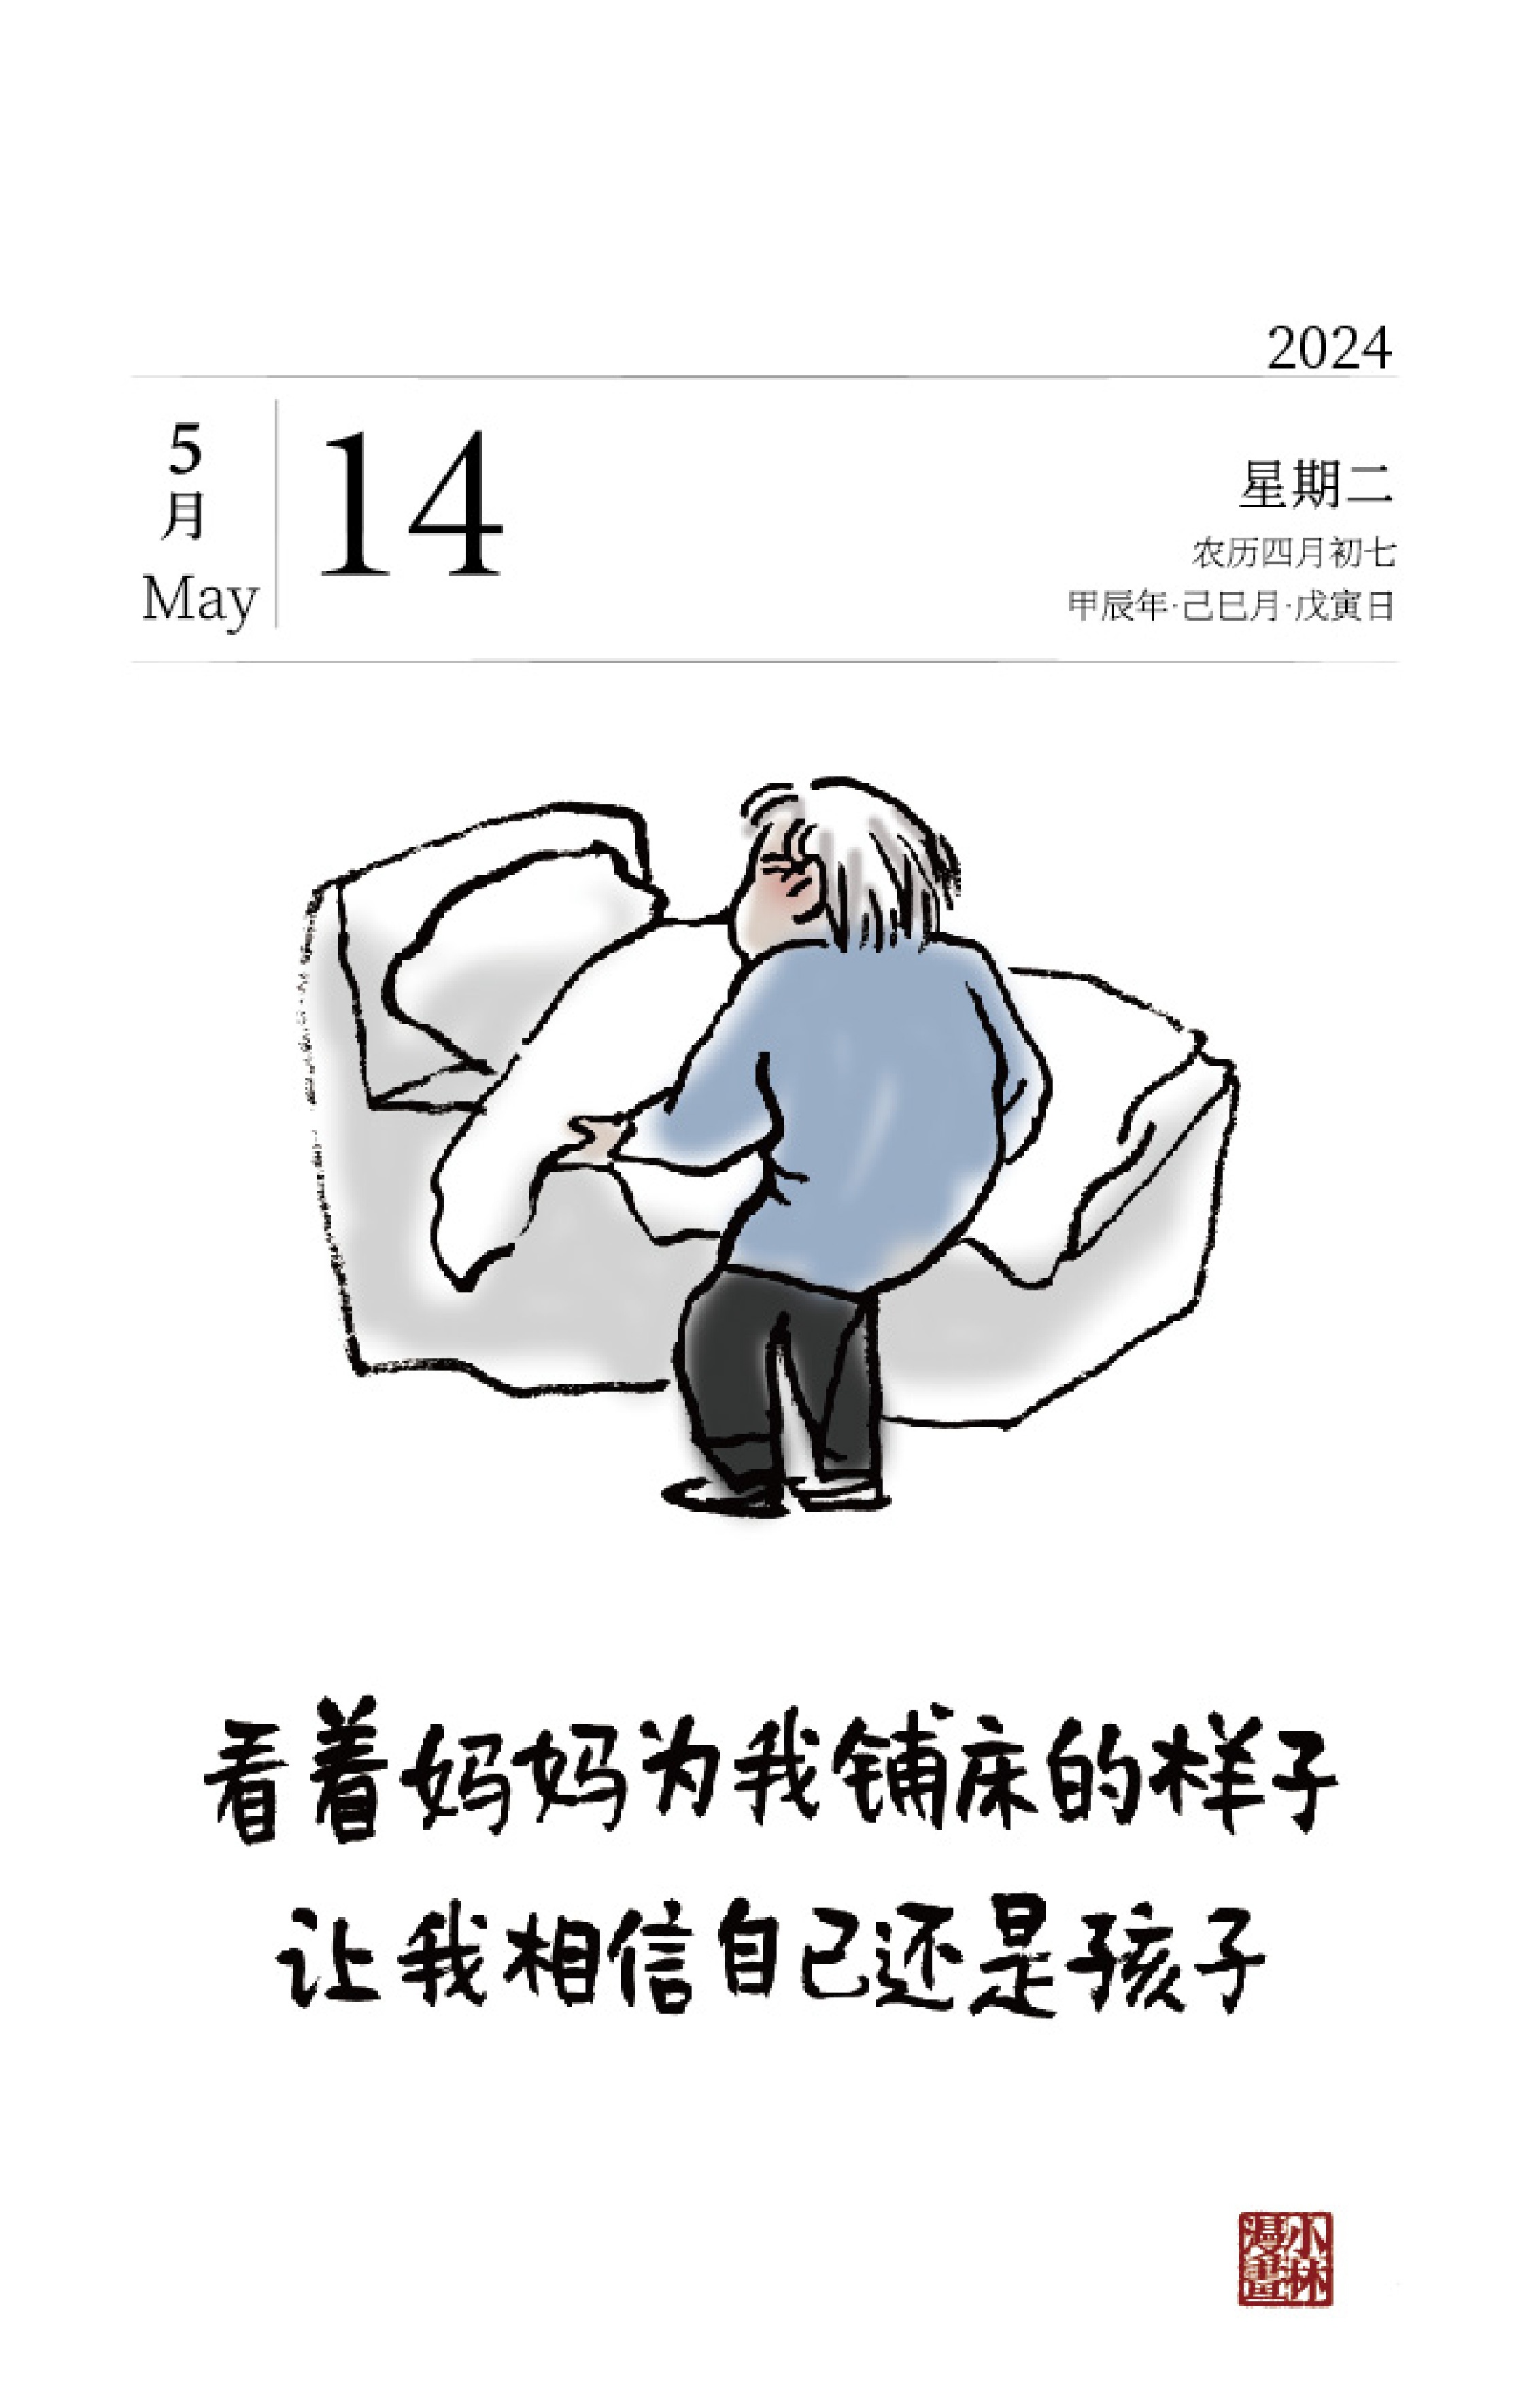 2024
5
月
May
14
星期二
农历四月初七
甲辰年·己巳月·戊寅日
看着妈妈为我铺床的样子
让我相信自己还是孩子
小林
漫畫